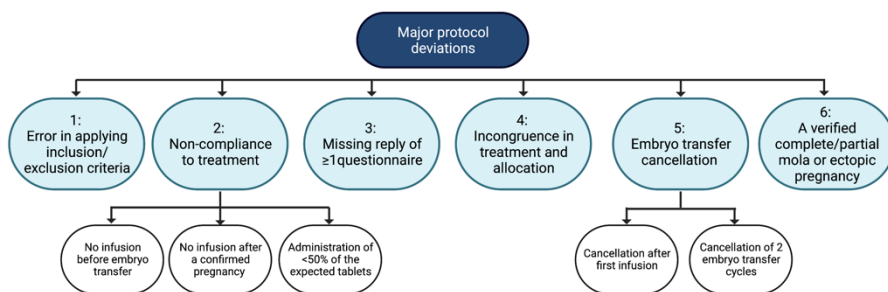 Major protocol
deviations
1:
Error in applying
inclusion/
exclusion criteria
2:
Non-compliance
to treatment
3:
Missing reply of
≥1questionnaire
4:
Incongruence in
treatment and
allocation
5:
Embryo transfer
cancellation
6:
A verified
complete/partial
mola or ectopic
pregnancy
No infusion
before embryo
transfer
No infusion after
a confirmed
pregnancy
Administration of
<50% of the
expected tablets
Cancellation after
first infusion
Cancellation of 2
embryo transfer
cycles